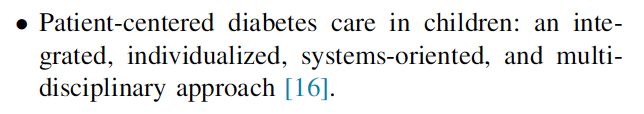 • Patient-centered diabetes care in children: an inte-
grated, individualized, systems-oriented, and multi-
disciplinary approach [16].